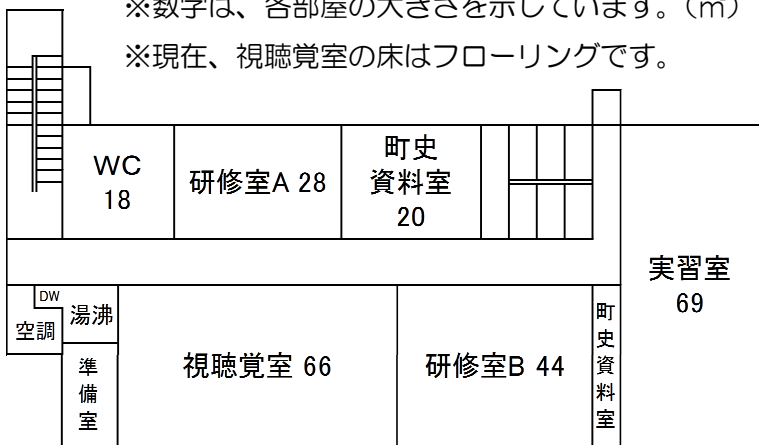 ※数字は、各部屋の大きさを示しています。（㎡）
※現在、視聴覚室の床はフローリングです。
WC
18
研修室A 28
町史
資料室
20
実習室
69
DW
空調
湯沸
準備室
視聴覚室 66
研修室B 44
町史資料室